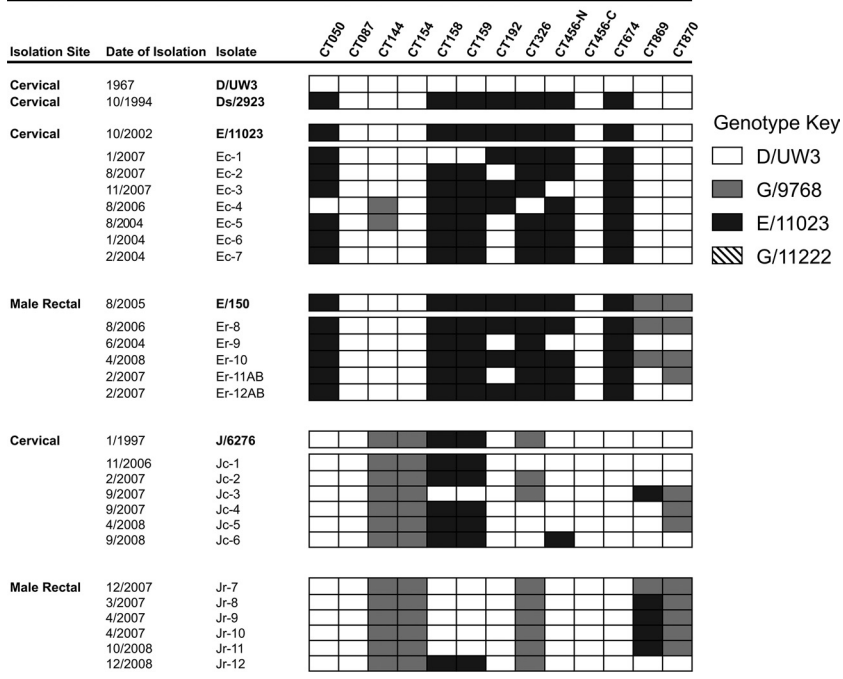 CT050 CT087 CT144 CT154 CT158 CT159 CT192 CT326 CT456-N CT456-C CT674 CT869 CT870
Isolation Site Date of Isolation Isolate
Cervical 1967 D/UW3
Cervical 10/1994 Ds/2923
Cervical 10/2002 E/11023
1/2007 Ec-1
8/2007 Ec-2
11/2007 Ec-3
8/2006 Ec-4
8/2004 Ec-5
1/2004 Ec-6
2/2004 Ec-7
Male Rectal 8/2005 E/150
8/2006 Er-8
6/2004 Er-9
4/2008 Er-10
2/2007 Er-11AB
2/2007 Er-12AB
Cervical 1/1997 J/6276
11/2006 Jc-1
2/2007 Jc-2
9/2007 Jc-3
9/2007 Jc-4
4/2008 Jc-5
9/2008 Jc-6
Male Rectal 12/2007 Jr-7
3/2007 Jr-8
4/2007 Jr-9
4/2007 Jr-10
10/2008 Jr-11
12/2008 Jr-12
Genotype Key
D/UW3
G/9768
E/11023
G/11222